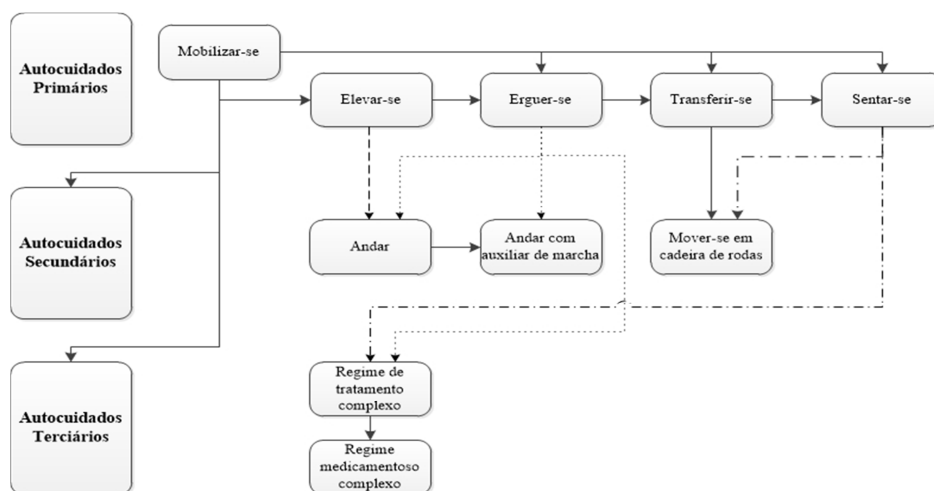 Autocuidados
Primários
Mobilizar-se
Elevar-se
Erguer-se
Transferir-se
Sentar-se
Autocuidados
Secundários
Andar
Andar com
auxiliar de marcha
Mover-se em
cadeira de rodas
Autocuidados
Terciários
Regime de
tratamento
complexo
Regime
medicamentoso
complexo